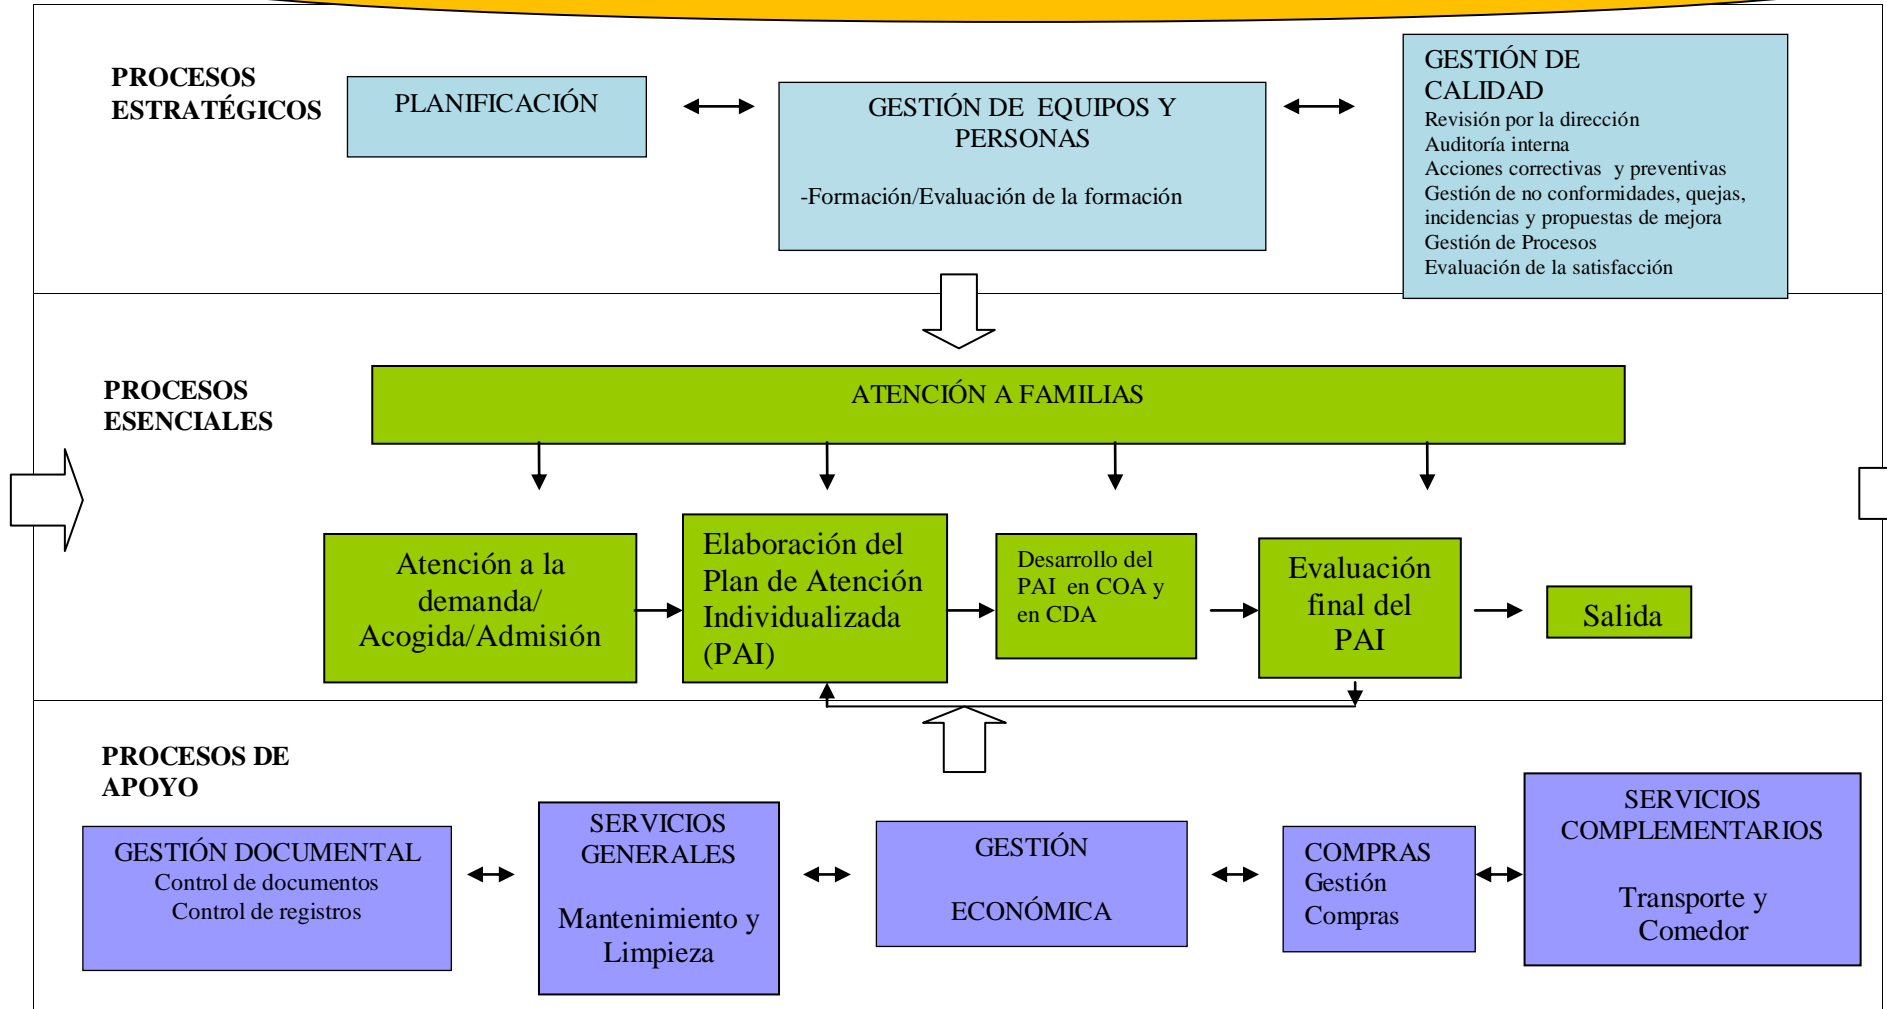 PROCESOS
ESTRATÉGICOS
PLANIFICACIÓN
GESTIÓN DE EQUIPOS Y
PERSONAS
-Formación/Evaluación de la formación
GESTIÓN DE
CALIDAD
Revisión por la dirección
Auditoría interna
Acciones correctivas y preventivas
Gestión de no conformidades, quejas,
incidencias y propuestas de mejora
Gestión de Procesos
Evaluación de la satisfacción
PROCESOS
ESENCIALES
ATENCIÓN A FAMILIAS
Atención a la
demanda/
Acogida/Admisión
Elaboración del
Plan de Atención
Individualizada
(PAI)
Desarrollo del
PAI en COA y
en CDA
Evaluación
final del
PAI
Salida
PROCESOS DE
APOYO
GESTIÓN DOCUMENTAL
Control de documentos
Control de registros
SERVICIOS
GENERALES
Mantenimiento y
Limpieza
GESTIÓN
ECONÓMICA
COMPRAS
Gestión
Compras
SERVICIOS
COMPLEMENTARIOS
Transporte y
Comedor